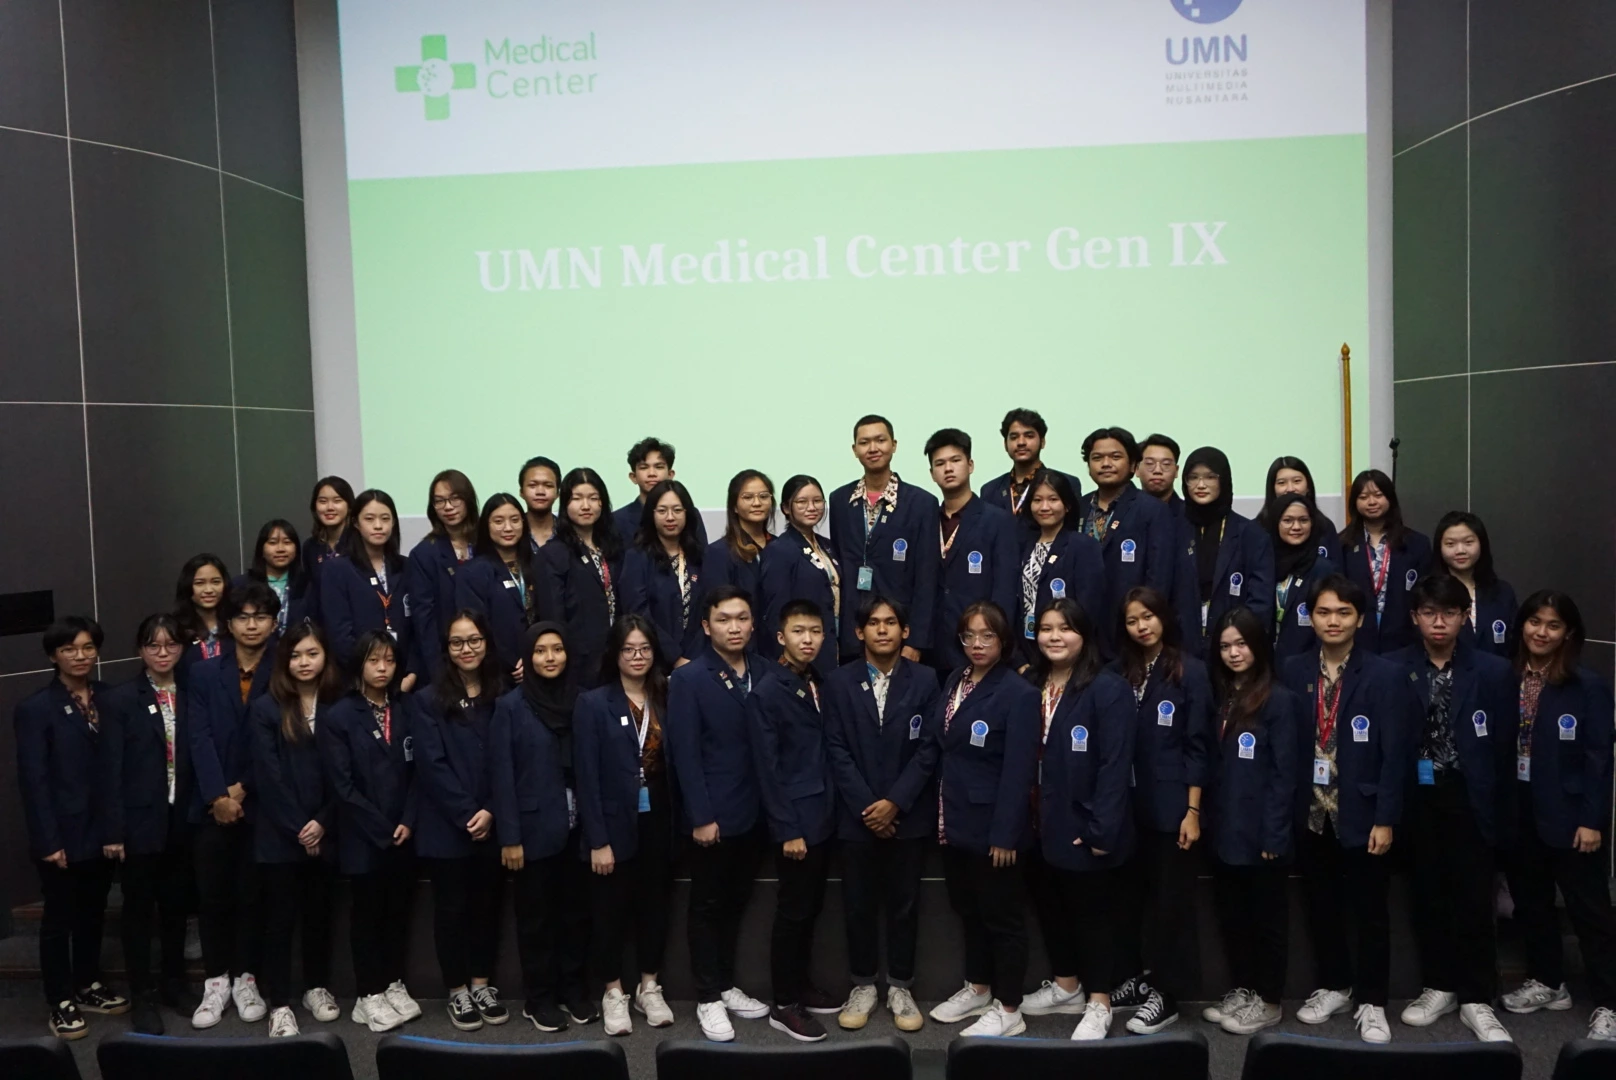 Medical
Center
UMN
UNIVERSITAS
MULTIMEDIA
NUSANTARA
UMN Medical Center Gen IX